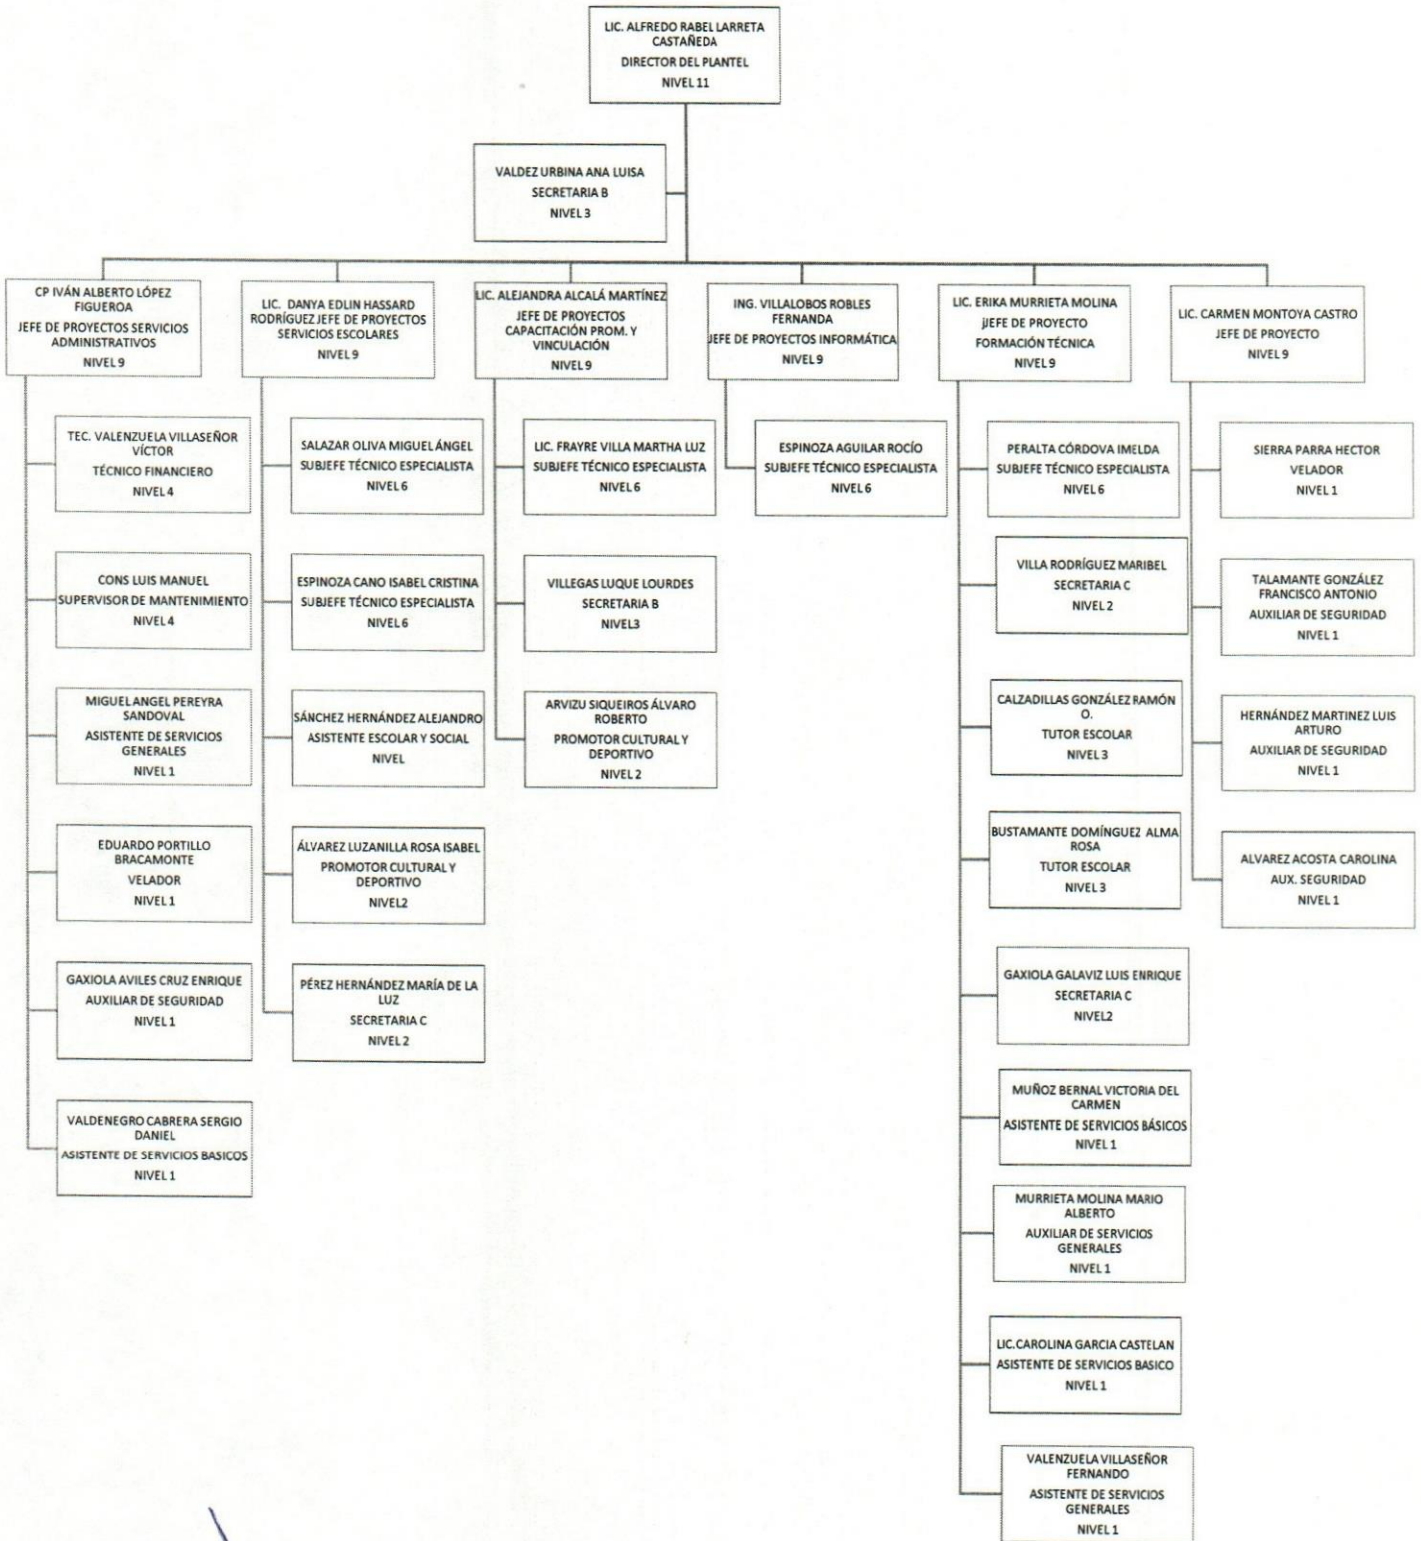 LIC. ALFREDO RABEL LARRETA
CASTAÑEDA
DIRECTOR DEL PLANTEL
NIVEL 11
VALDEZ URBINA ANA LUISA
SECRETARIA B
NIVEL 3
CP IVÁN ALBERTO LÓPEZ
FIGUEROA
JEFE DE PROYECTOS SERVICIOS
ADMINISTRATIVOS
NIVEL 9
LIC. DANYA EDLIN HASSARD
RODRÍGUEZ JEFE DE PROYECTOS
SERVICIOS ESCOLARES
NIVEL 9
LIC. ALEJANDRA ALCALÁ MARTÍNEZ
JEFE DE PROYECTOS
CAPACITACIÓN PROM. Y
VINCULACIÓN
NIVEL 9
ING. VILLALOBOS ROBLES
FERNANDA
JEFE DE PROYECTOS INFORMÁTICA
NIVEL 9
LIC. ERIKA MURRIETA MOLINA
jJEFE DE PROYECTO
FORMACIÓN TÉCNICA
NIVEL 9
LIC. CARMEN MONTOYA CASTRO
JEFE DE PROYECTO
NIVEL 9
TEC. VALENZUELA VILLASEÑOR
VÍCTOR
TÉCNICO FINANCIERO
NIVEL 4
CONS LUIS MANUEL
SUPERVISOR DE MANTENIMIENTO
NIVEL 4
MIGUEL ANGEL PEREYRA
SANDOVAL
ASISTENTE DE SERVICIOS
GENERALES
NIVEL 1
EDUARDO PORTILLO
BRACAMONTE
VELADOR
NIVEL 1
GAXIOLA AVILES CRUZ ENRIQUE
AUXILIAR DE SEGURIDAD
NIVEL 1
VALDENEGRO CABRERA SERGIO
DANIEL
ASISTENTE DE SERVICIOS BASICOS
NIVEL 1
SALAZAR OLIVA MIGUEL ÁNGEL
SUBJEFE TÉCNICO ESPECIALISTA
NIVEL 6
ESPINOZA CANO ISABEL CRISTINA
SUBJEFE TÉCNICO ESPECIALISTA
NIVEL 6
SÁNCHEZ HERNÁNDEZ ALEJANDRO
ASISTENTE ESCOLAR Y SOCIAL
NIVEL
ÁLVAREZ LUZANILLA ROSA ISABEL
PROMOTOR CULTURAL Y
DEPORTIVO
NIVEL2
PÉREZ HERNÁNDEZ MARÍA DE LA
LUZ
SECRETARIA C
NIVEL 2
LIC. FRAYRE VILLA MARTHA LUZ
SUBJEFE TÉCNICO ESPECIALISTA
NIVEL 6
VILLEGAS LUQUE LOURDES
SECRETARIA B
NIVEL3
ARVIZU SIQUEIROS ÁLVARO
ROBERTO
PROMOTOR CULTURAL Y
DEPORTIVO
NIVEL 2
ESPINOZA AGUILAR ROCÍO
SUBJEFE TÉCNICO ESPECIALISTA
NIVEL 6
PERALTA CÓRDOVA IMELDA
SUBJEFE TÉCNICO ESPECIALISTA
NIVEL 6
VILLA RODRÍGUEZ MARIBEL
SECRETARIA C
NIVEL 2
CALZADILLAS GONZÁLEZ RAMÓN
O.
TUTOR ESCOLAR
NIVEL 3
BUSTAMANTE DOMÍNGUEZ ALMA
ROSA
TUTOR ESCOLAR
NIVEL 3
GAXIOLA GALAVIZ LUIS ENRIQUE
SECRETARIA C
NIVEL2
MUÑOZ BERNAL VICTORIA DEL
CARMEN
ASISTENTE DE SERVICIOS BÁSICOS
NIVEL 1
MURRIETA MOLINA MARIO
ALBERTO
AUXILIAR DE SERVICIOS
GENERALES
NIVEL 1
LIC.CAROLINA GARCIA CASTELAN
ASISTENTE DE SERVICIOS BASICO
NIVEL 1
VALENZUELA VILLASEÑOR
FERNANDO
ASISTENTE DE SERVICIOS
GENERALES
NIVEL 1
SIERRA PARRA HECTOR
VELADOR
NIVEL 1
TALAMANTE GONZÁLEZ
FRANCISCO ANTONIO
AUXILIAR DE SEGURIDAD
NIVEL 1
HERNÁNDEZ MARTINEZ LUIS
ARTURO
AUXILIAR DE SEGURIDAD
NIVEL 1
ALVAREZ ACOSTA CAROLINA
AUX. SEGURIDAD
NIVEL 1